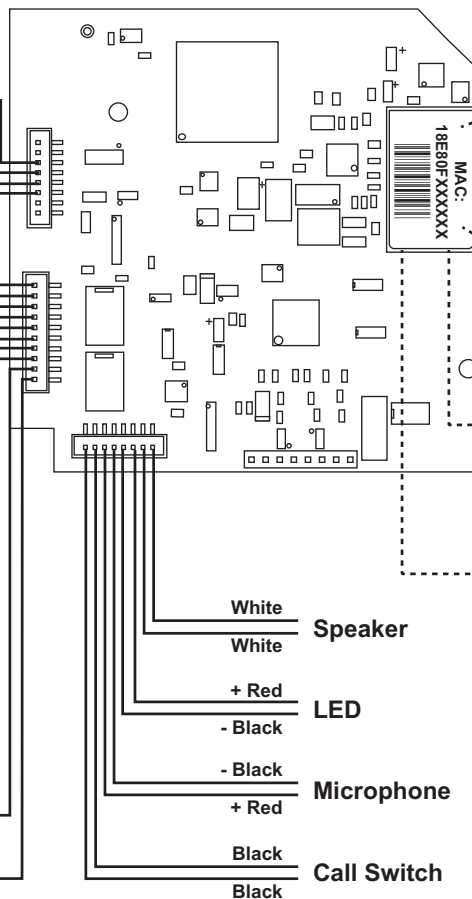 MAC:
18E80FXXXXXX
White
Speaker
White
+ Red
LED
- Black
- Black
Microphone
+ Red
Black
Call Switch
Black